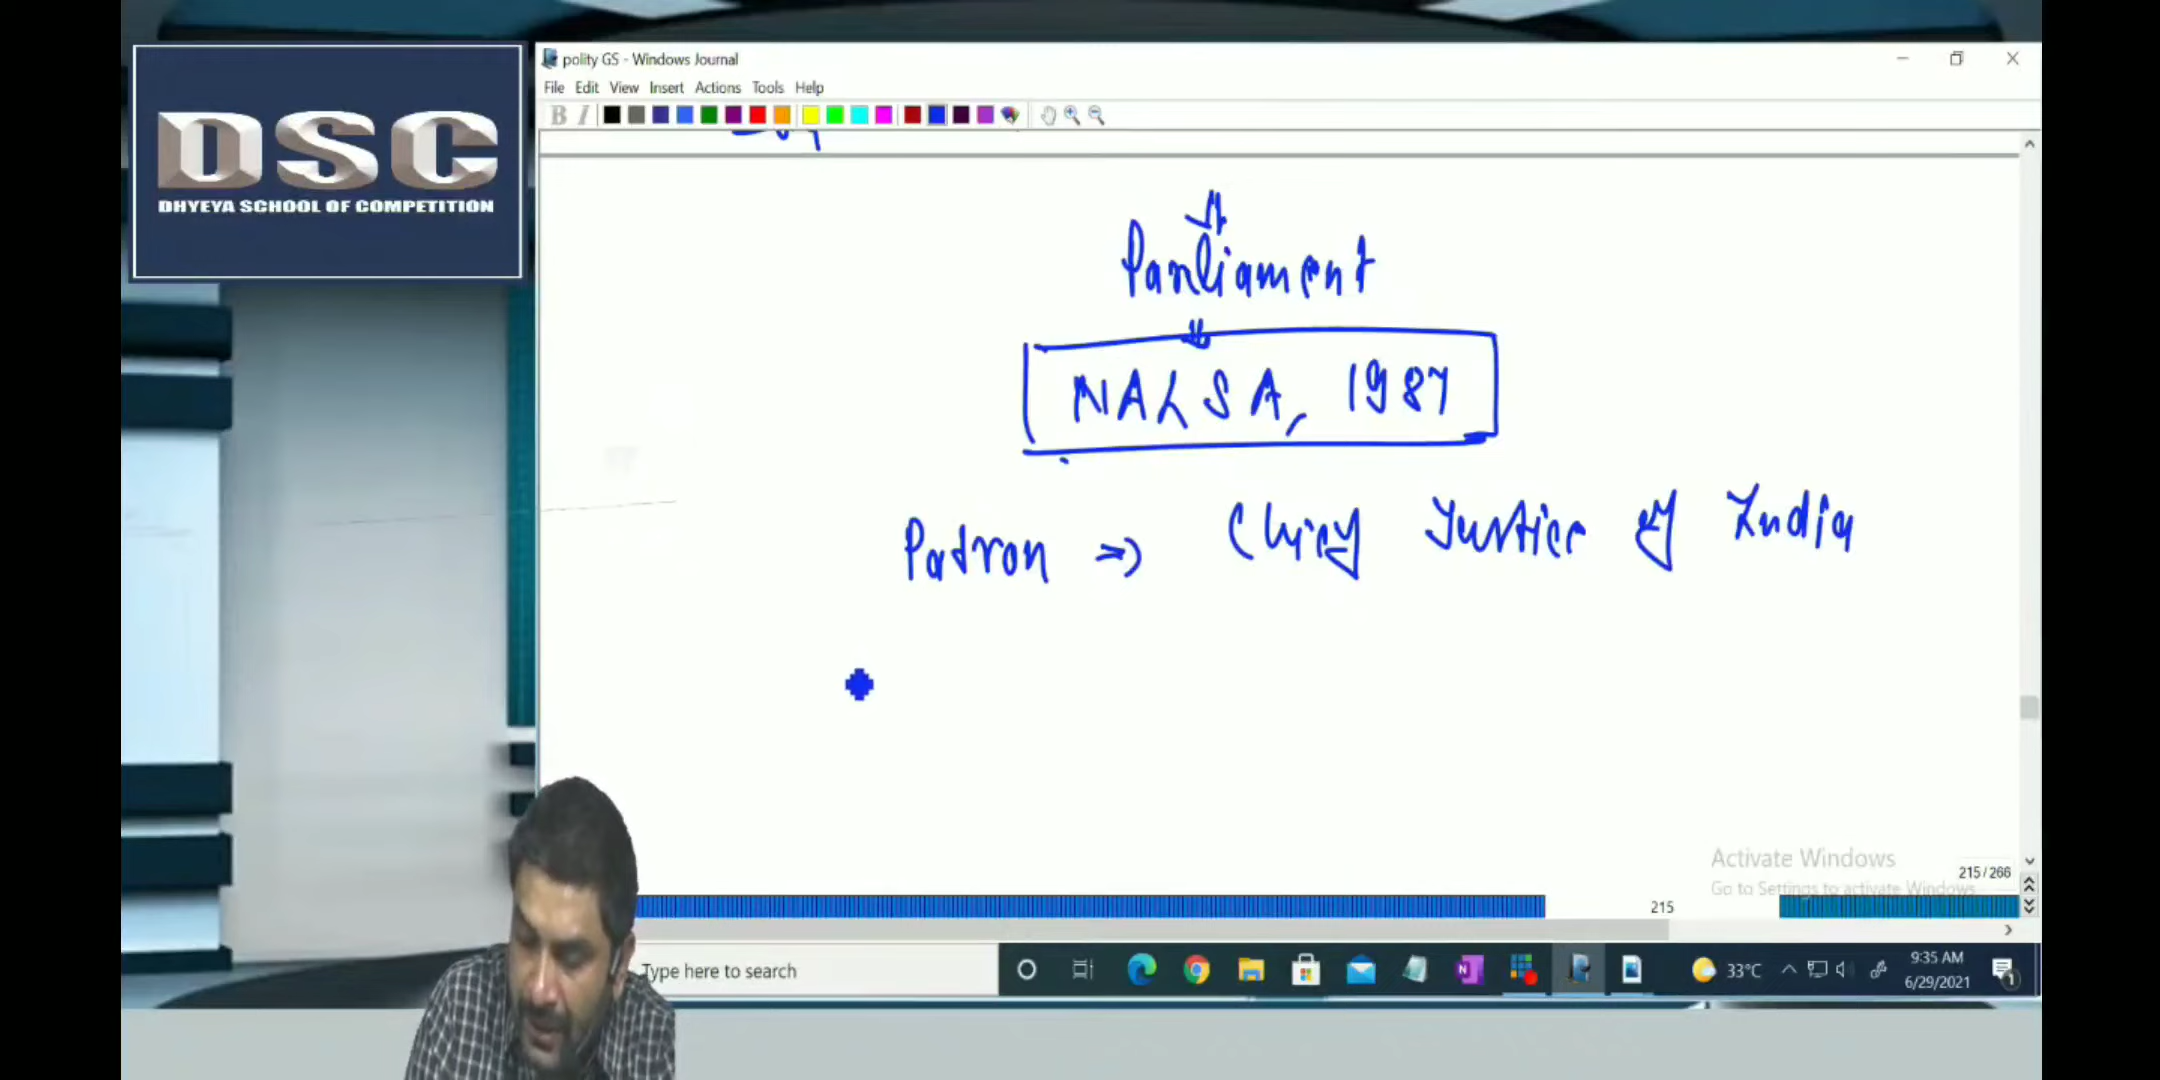 DSC
DHYEYA SCHOOL OF COMPETITION
polity GS - Windows Journal
File Edit View Insert Actions Tools Help
B I
Parliament
NALSA, 1987
Patron ⇒ Chief Justice of India
Activate Windows
Go to Settings to activate Windows.
215/266
215
Type here to search
33°C
9:35 AM
6/29/2021
1